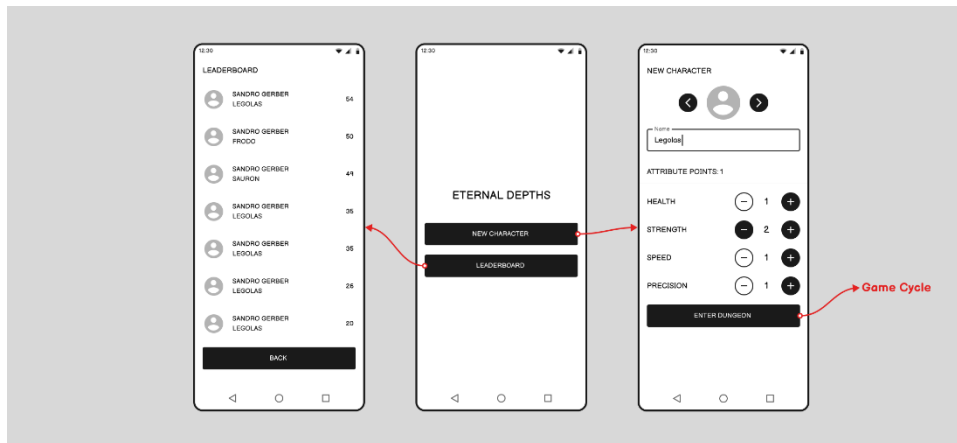 12:30
LEADERBOARD
SANDRO GERBER
LEGOLAS
54
SANDRO GERBER
FRODO
50
SANDRO GERBER
SAURON
49
SANDRO GERBER
LEGOLAS
35
SANDRO GERBER
LEGOLAS
35
SANDRO GERBER
LEGOLAS
26
SANDRO GERBER
LEGOLAS
20
BACK
12:30
ETERNAL DEPTHS
NEW CHARACTER
LEADERBOARD
12:30
NEW CHARACTER
Name
Legolas
ATTRIBUTE POINTS: 1
HEALTH − 1 +
STRENGTH − 2 +
SPEED − 1 +
PRECISION − 1 +
ENTER DUNGEON
Game Cycle